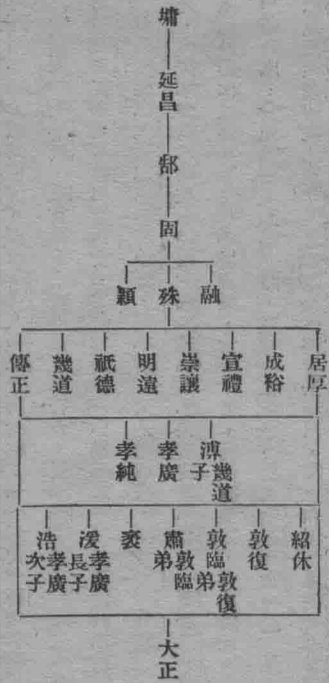 墉
延昌
郜
固
融
殊
穎
居厚
成裕
宣禮
崇讓
明遠
祇德
幾道
傳正
溥 幾道子
孝廣
孝純
紹休
敦復
敦臨 敦復弟
肅 敦臨弟
袤
湲 孝廣長子
浩 孝廣次子
大正